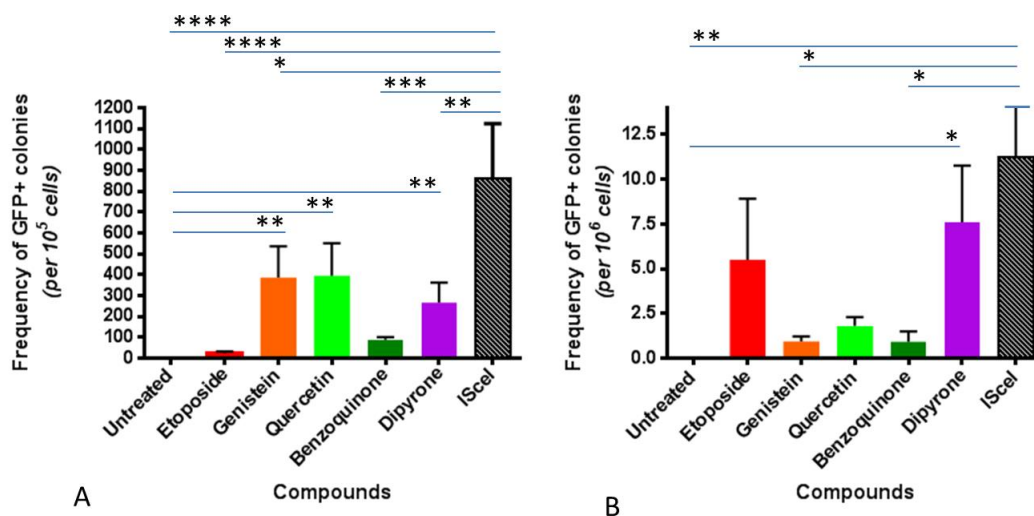 ****
****
*
***
**
1200
1100
1000
900
800
700
600
500
400
300
200
100
0
**
**
**
Frequency of GFP+ colonies
(per 10⁵ cells)
Untreated
Etoposide
Genistein
Quercetin
Benzoquinone
Dipyrone
IScel
Compounds
A
**
*
*
*
12.5
10.0
7.5
5.0
2.5
0.0
Frequency of GFP+ colonies
(per 10⁶ cells)
Untreated
Etoposide
Genistein
Quercetin
Benzoquinone
Dipyrone
IScel
Compounds
B